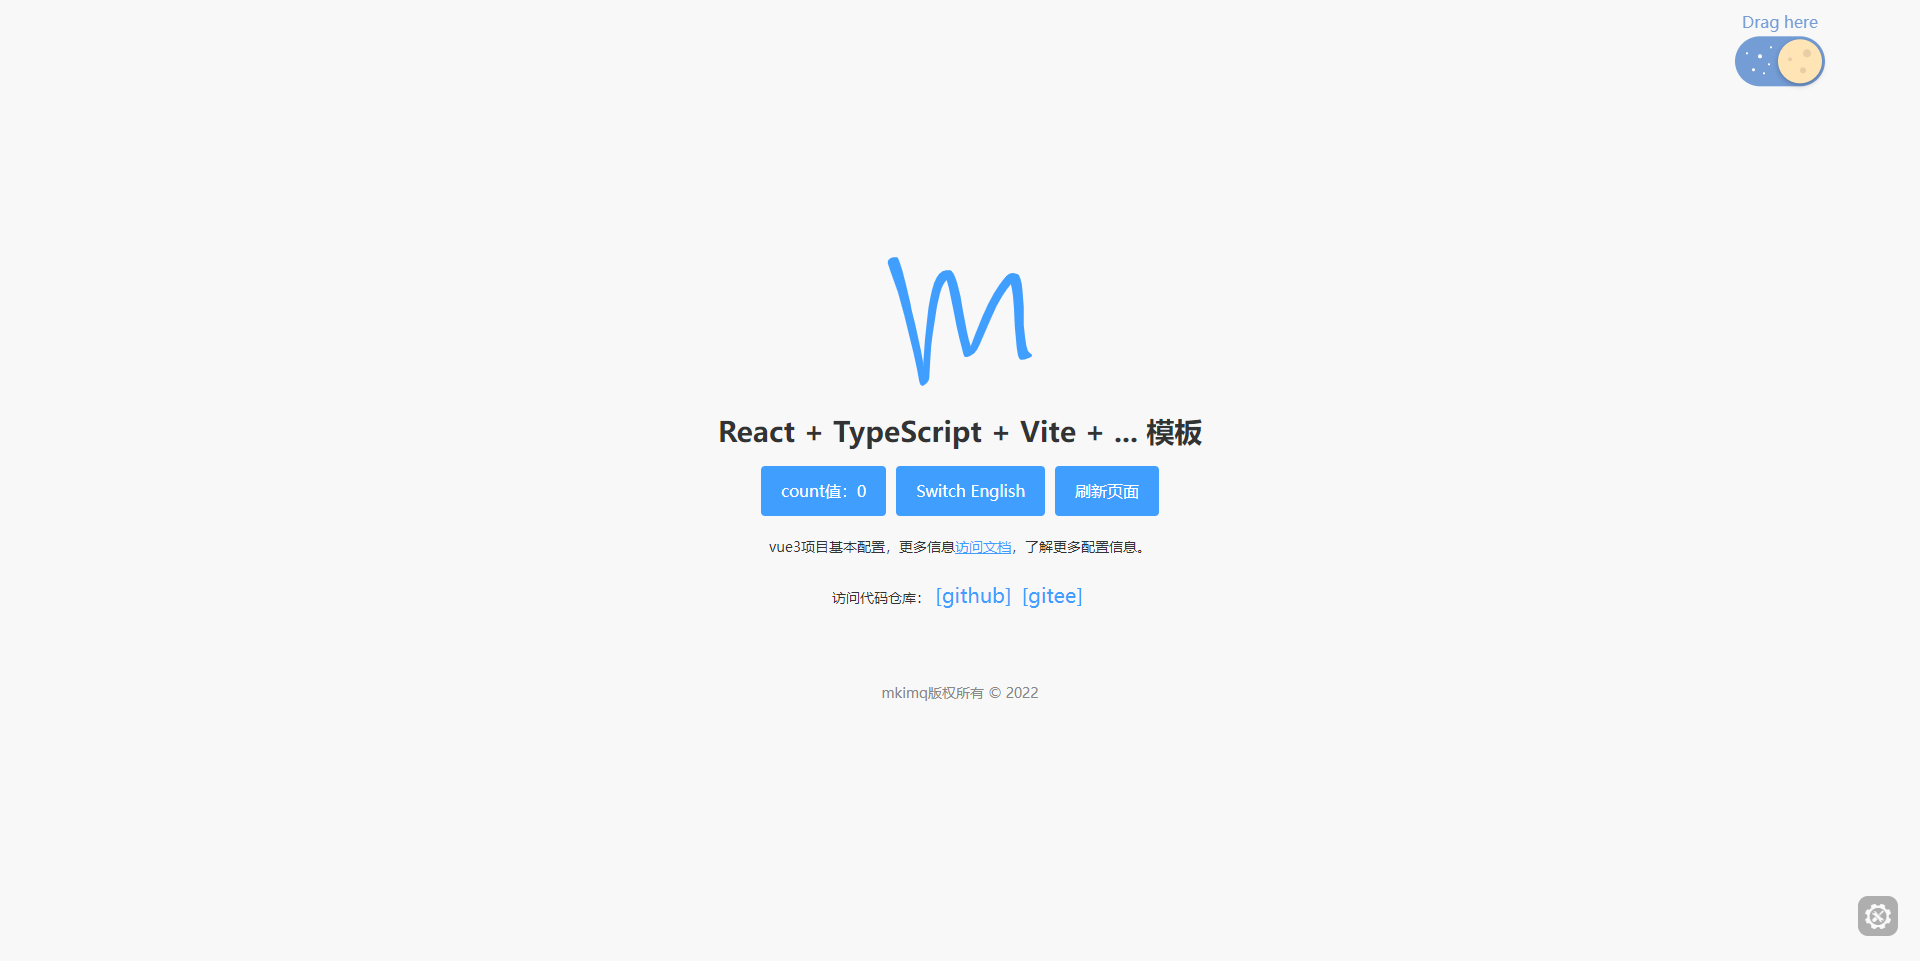 Drag here
React + TypeScript + Vite + ... 模板
count值：0
Switch English
刷新页面
vue3项目基本配置，更多信息访问文档，了解更多配置信息。
访问代码仓库： [github] [gitee]
mkimq版权所有 © 2022